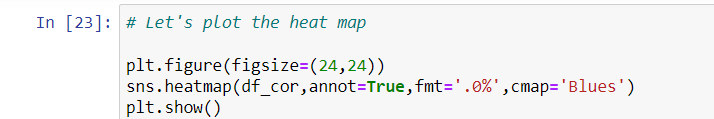 In [23]: # Let's plot the heat map
plt.figure(figsize=(24,24))
sns.heatmap(df_cor,annot=True,fmt='.0%',cmap='Blues')
plt.show()